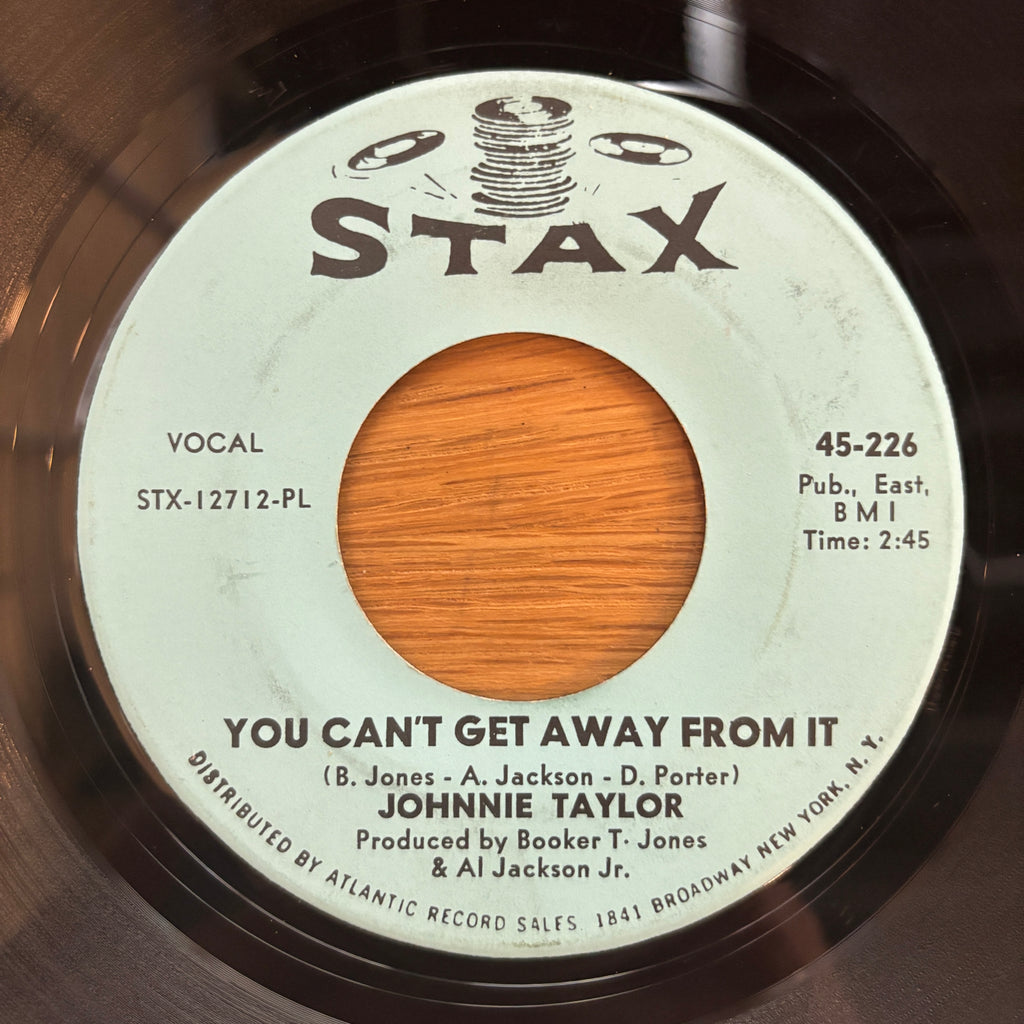 STAX
VOCAL
STX-12712-PL
45-226
Pub., East,
B M I
Time: 2:45
YOU CAN'T GET AWAY FROM IT
(B. Jones - A. Jackson - D. Porter)
JOHNNIE TAYLOR
Produced by Booker T. Jones
& Al Jackson Jr.
DISTRIBUTED BY ATLANTIC RECORD SALES. 1841 BROADWAY NEW YORK, N. Y.